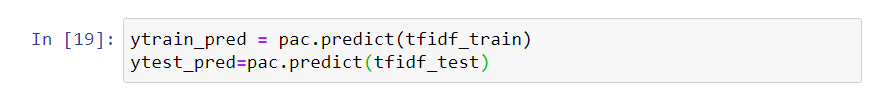 In [19]: ytrain_pred = pac.predict(tfidf_train)
ytest_pred=pac.predict(tfidf_test)